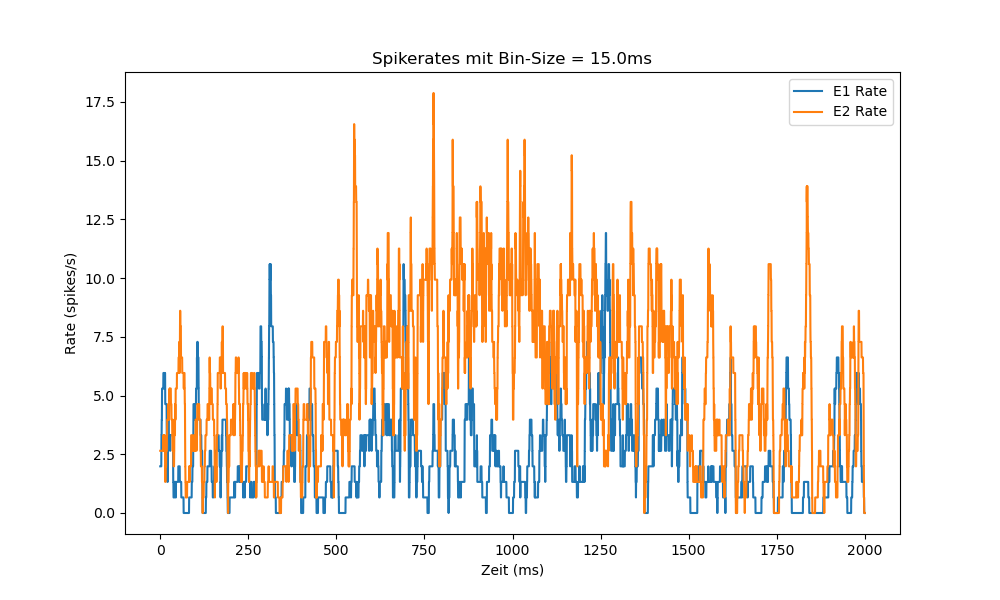 Spikerates mit Bin-Size = 15.0ms
E1 Rate
E2 Rate
Rate (spikes/s)
17.5
15.0
12.5
10.0
7.5
5.0
2.5
0.0
0 250 500 750 1000 1250 1500 1750 2000
Zeit (ms)